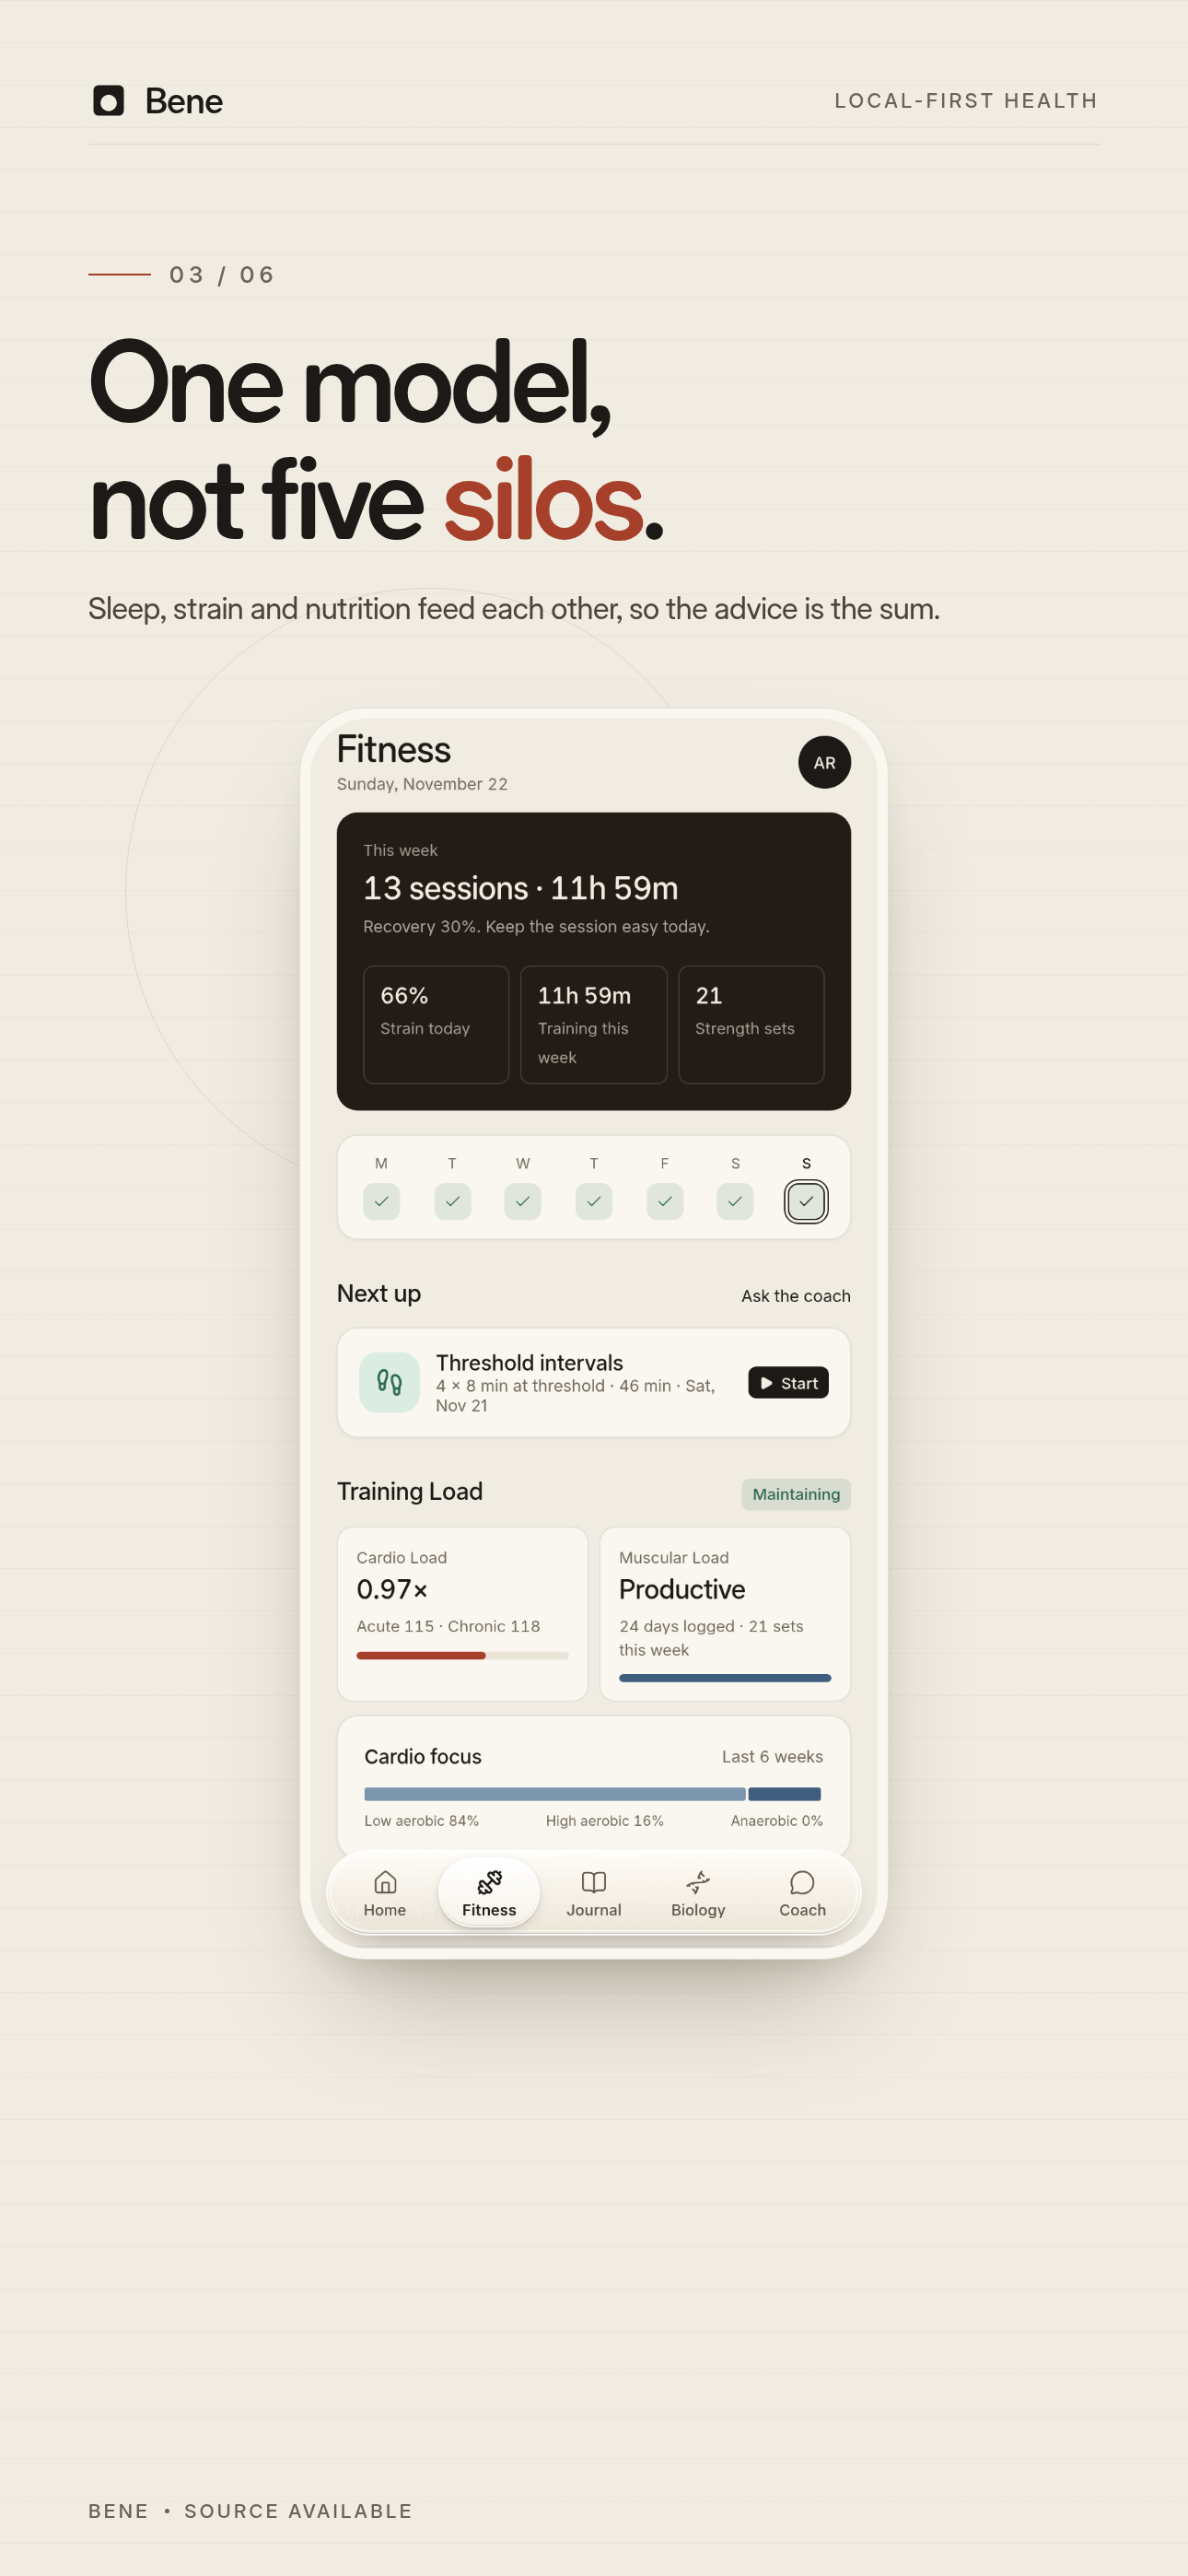 Bene
LOCAL-FIRST HEALTH
03 / 06
One model,
not five silos.
Sleep, strain and nutrition feed each other, so the advice is the sum.
Fitness
Sunday, November 22
AR
This week
13 sessions · 11h 59m
Recovery 30%. Keep the session easy today.
66%
Strain today
11h 59m
Training this
week
21
Strength sets
M T W T F S S
Next up
Ask the coach
Threshold intervals
4 × 8 min at threshold · 46 min · Sat,
Nov 21
Start
Training Load
Maintaining
Cardio Load
0.97×
Acute 115 · Chronic 118
Muscular Load
Productive
24 days logged · 21 sets
this week
Cardio focus
Last 6 weeks
Low aerobic 84%
High aerobic 16%
Anaerobic 0%
Home
Fitness
Journal
Biology
Coach
BENE • SOURCE AVAILABLE